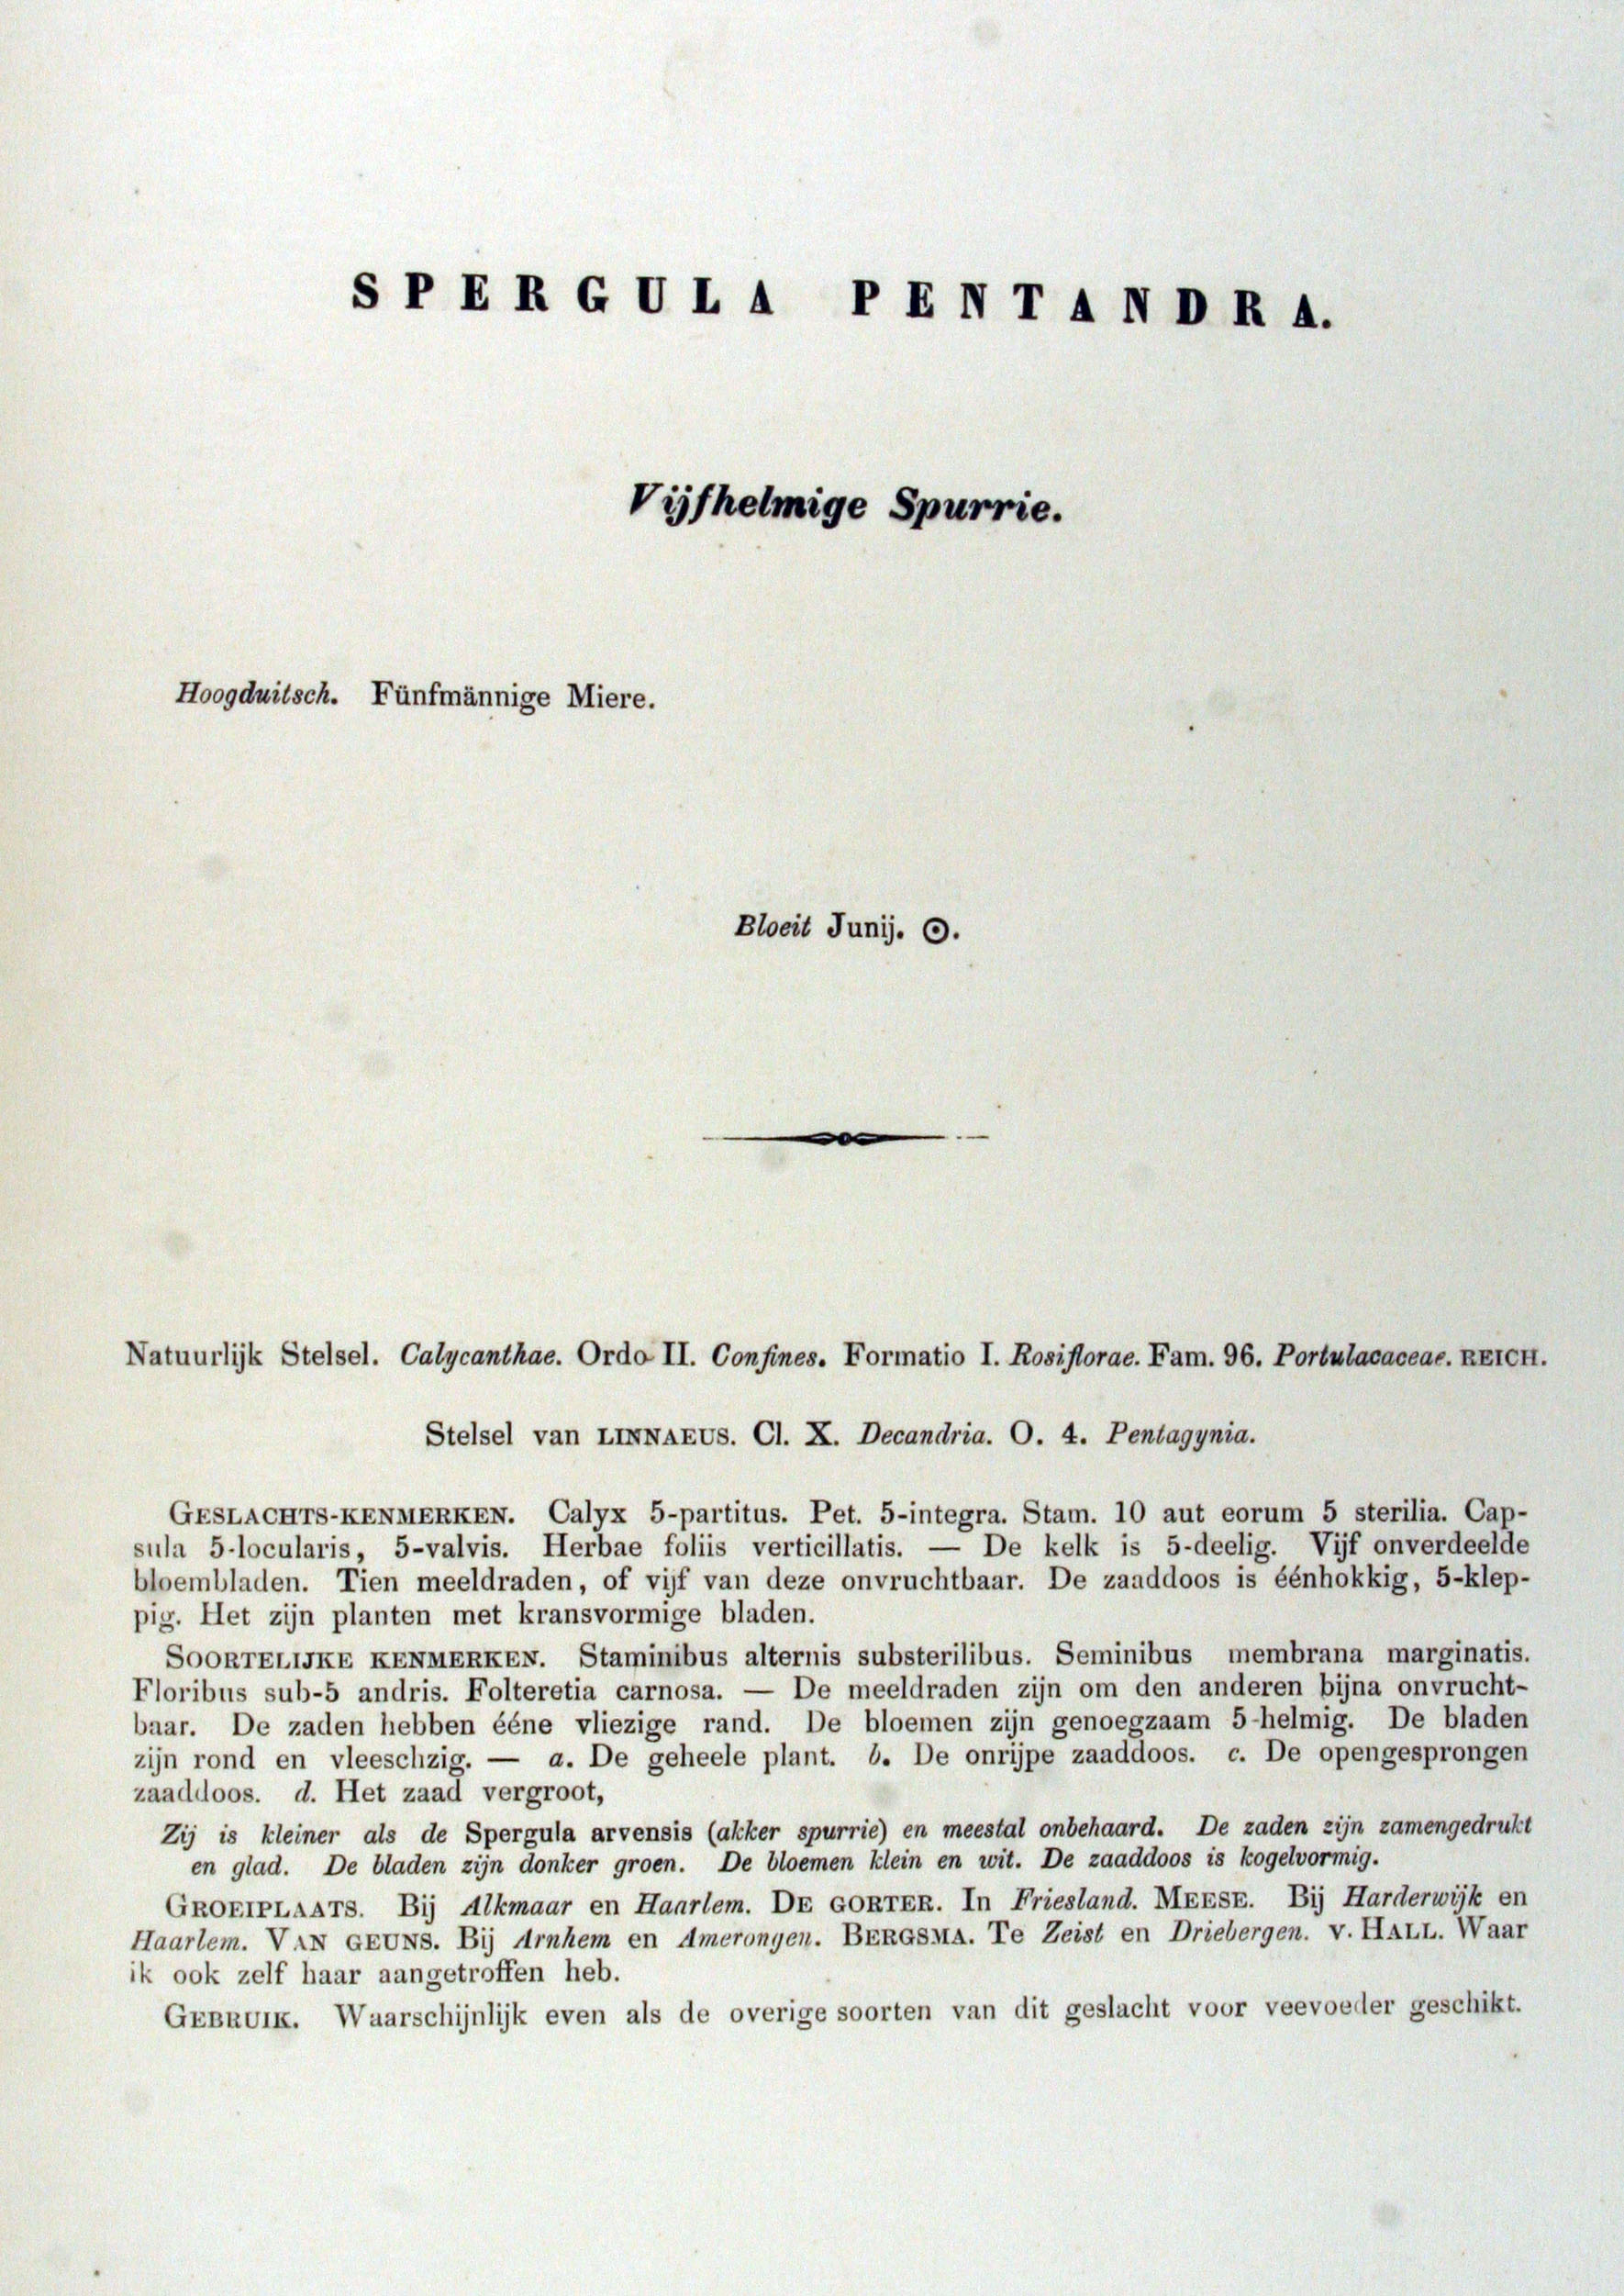 SPERGULA PENTANDRA.
Vijfhelmige Spurrie.
Hoogduitsch. Fünfmännige Miere.
Bloeit Junij. ☉.
Natuurlijk Stelsel. Calycanthae. Ordo II. Confines. Formatio I. Rosiflorae. Fam. 96. Portulacaceae. REICH.
Stelsel van LINNAEUS. Cl. X. Decandria. O. 4. Pentagynia.
GESLACHTS-KENMERKEN. Calyx 5-partitus. Pet. 5-integra. Stam. 10 aut eorum 5 sterilia. Cap-
sula 5-locularis, 5-valvis. Herbae foliis verticillatis. — De kelk is 5-deelig. Vijf onverdeelde
bloembladen. Tien meeldraden, of vijf van deze onvruchtbaar. De zaaddoos is éénhokkig, 5-klep-
pig. Het zijn planten met kransvormige bladen.
SOORTELIJKE KENMERKEN. Staminibus alternis substerilibus. Seminibus membrana marginatis.
Floribus sub-5 andris. Folteretia carnosa. — De meeldraden zijn om den anderen bijna onvrucht-
baar. De zaden hebben ééne vliezige rand. De bloemen zijn genoegzaam 5-helmig. De bladen
zijn rond en vleeschzig. — a. De geheele plant. b. De onrijpe zaaddoos. c. De opengesprongen
zaaddoos. d. Het zaad vergroot,
Zij is kleiner als de Spergula arvensis (akker spurrie) en meestal onbehaard. De zaden zijn zamengedrukt
en glad. De bladen zijn donker groen. De bloemen klein en wit. De zaaddoos is kogelvormig.
GROEIPLAATS. Bij Alkmaar en Haarlem. DE GORTER. In Friesland. MEESE. Bij Harderwijk en
Haarlem. VAN GEUNS. Bij Arnhem en Amerongen. BERGSMA. Te Zeist en Driebergen. v. HALL. Waar
ik ook zelf haar aangetroffen heb.
GEBRUIK. Waarschijnlijk even als de overige soorten van dit geslacht voor veevoeder geschikt.